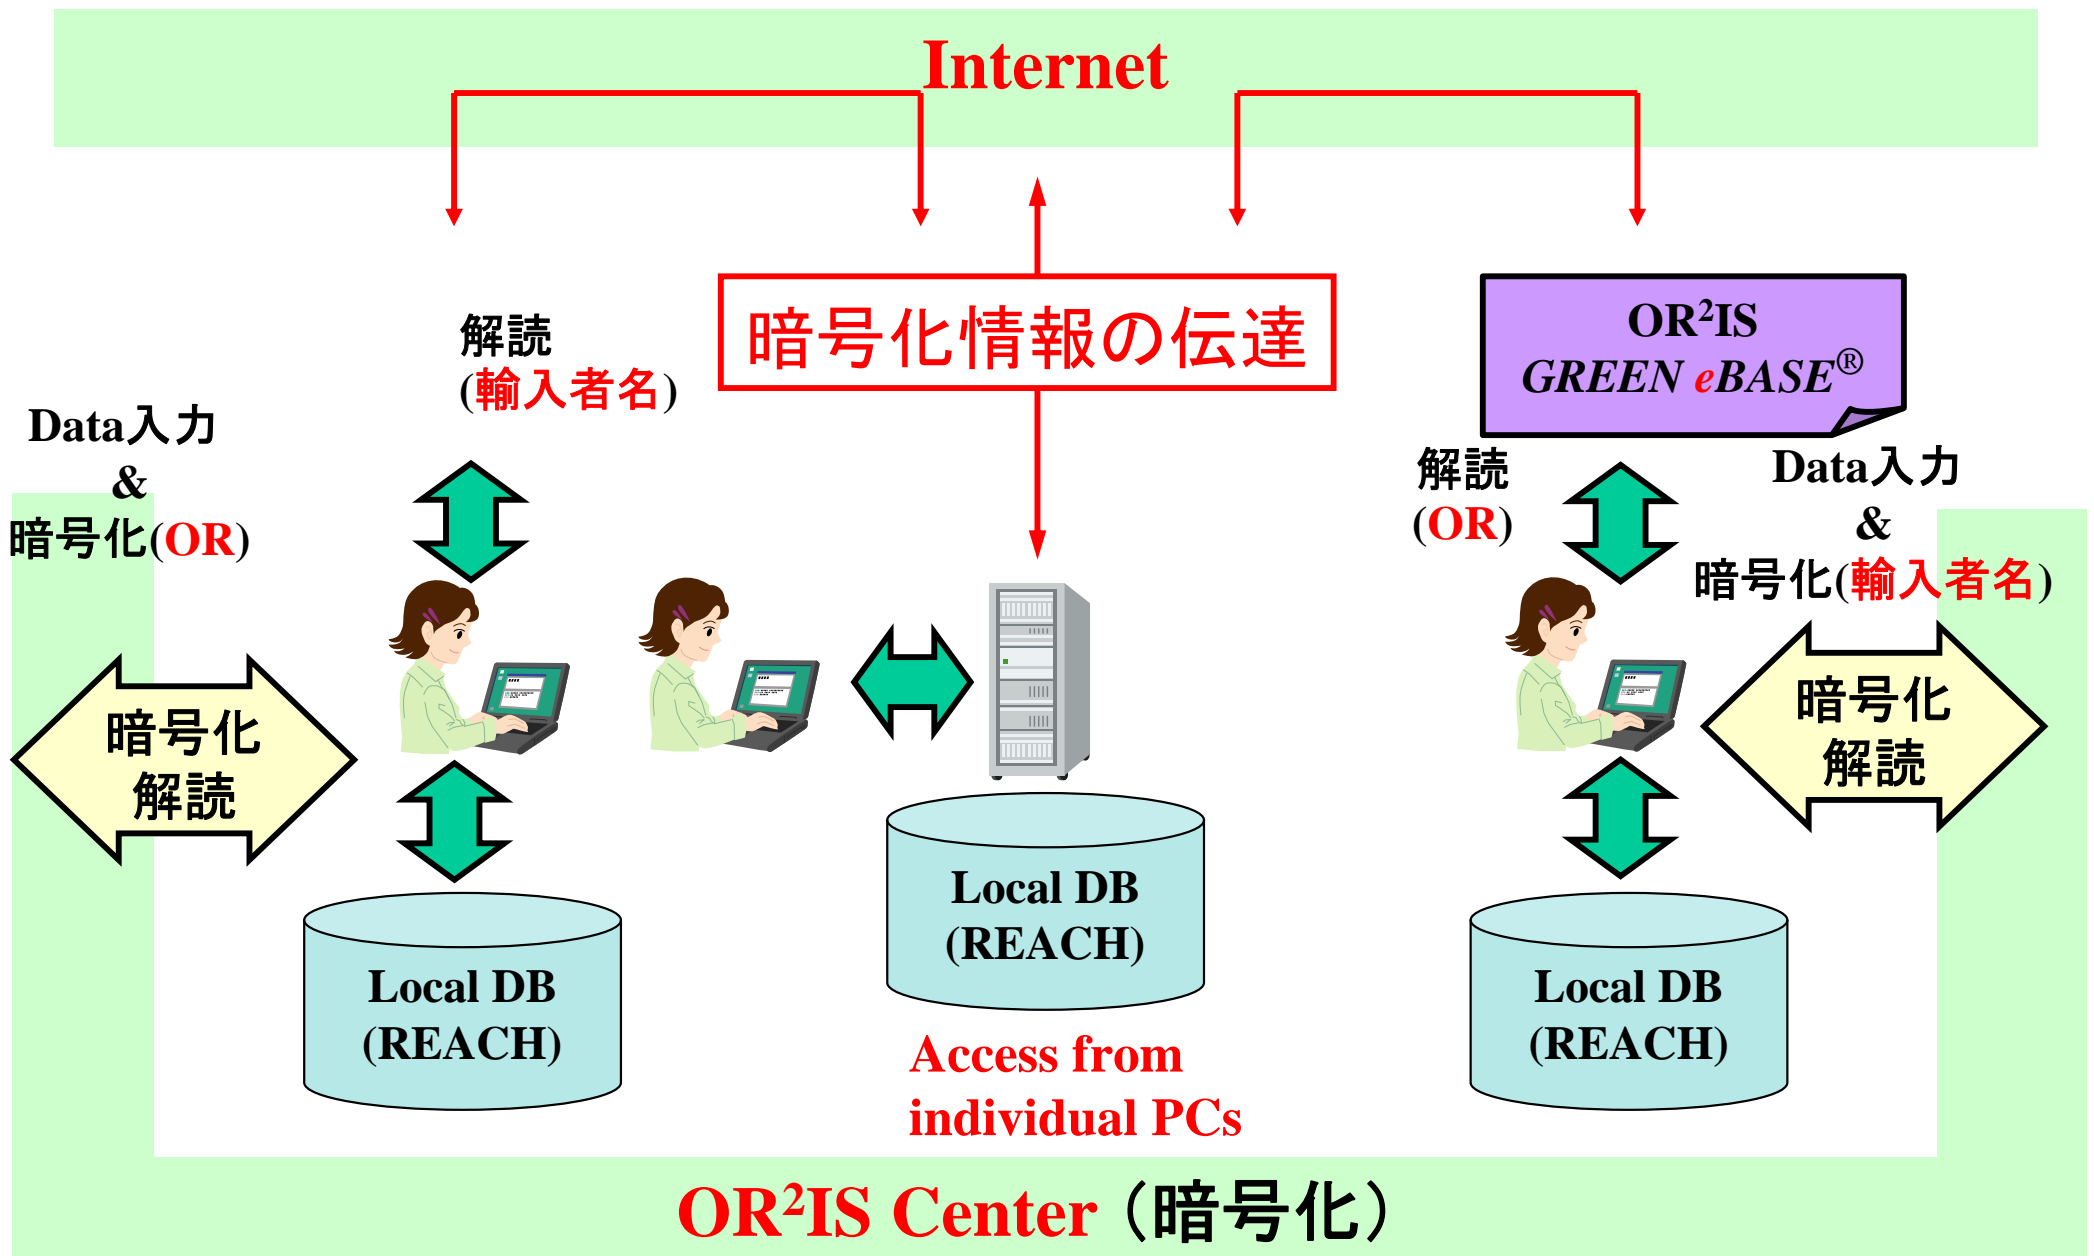 Internet
暗号化情報の伝達
解読
(輸入者名)
OR²IS
GREEN eBASE®
Data入力
&
暗号化(OR)
解読
(OR)
Data入力
&
暗号化(輸入者名)
暗号化
解読
暗号化
解読
Local DB
(REACH)
Local DB
(REACH)
Local DB
(REACH)
Access from
individual PCs
OR²IS Center（暗号化）